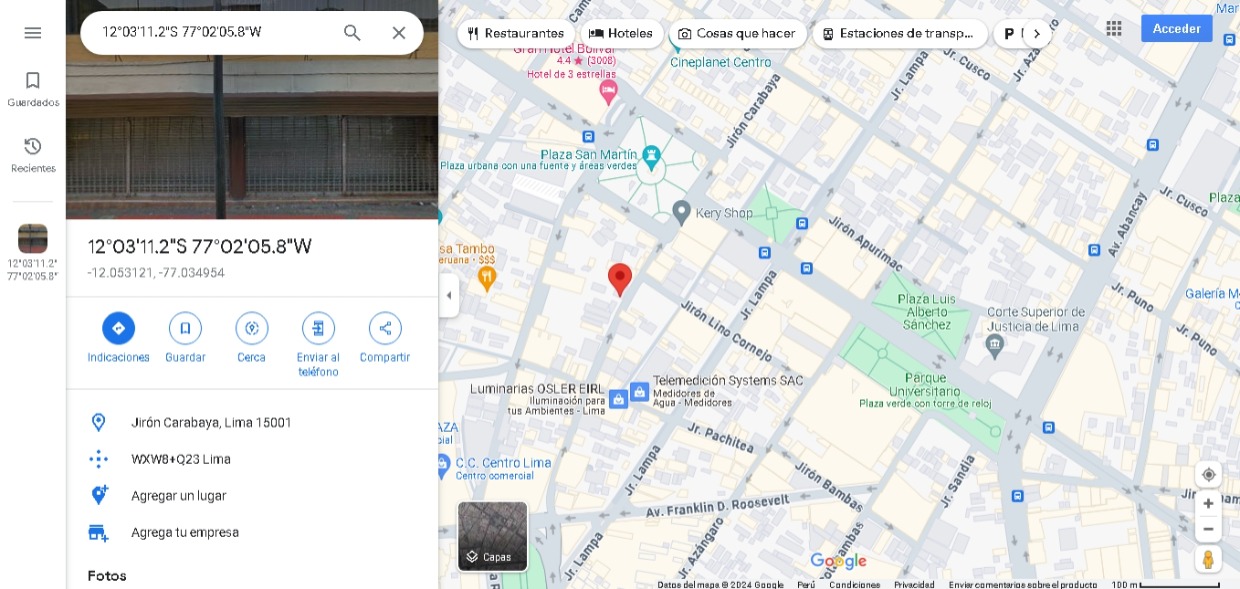 12°03'11.2"S 77°02'05.8"W
Guardados
Recientes
12°03'11.2"
77°02'05.8"
12°03'11.2"S 77°02'05.8"W
-12.053121, -77.034954
Indicaciones
Guardar
Cerca
Enviar al
teléfono
Compartir
Jirón Carabaya, Lima 15001
WXW8+Q23 Lima
Agregar un lugar
Agrega tu empresa
Fotos
Restaurantes
Hoteles
Cosas que hacer
Estaciones de transp...
P
Acceder
Gran Hotel Bolívar
4.4 ★ (3008)
Hotel de 3 estrellas
Cineplanet Centro
Jirón Carabaya
Jr. Lampa
Jr. Cusco
Plaza San Martín
Plaza urbana con una fuente y áreas verdes
Kery Shop
Jirón Apurímac
Av. Abancay
Jr. Cusco
Jr. Lampa
Plaza Luis
Alberto
Sánchez
Corte Superior de
Justicia de Lima
Jr. Puno
Jr. Puno
Jirón Lino Cornejo
Luminarias OSLER EIRL
Iluminación para
tus Ambientes - Lima
Telemedición Systems SAC
Medidores de
Agua - Medidores
Parque
Universitario
Plaza verde con torre de reloj
C.C. Centro Lima
Centro comercial
Jr. Pachitea
Jirón Bambas
Jr. Sandia
Jr. Lampa
Av. Franklin D. Roosevelt
Jr. Lampa
Jr. Azángaro
Capas
Google
Datos del mapa © 2024 Google
Perú
Condiciones
Privacidad
Enviar comentarios sobre el producto
100 m